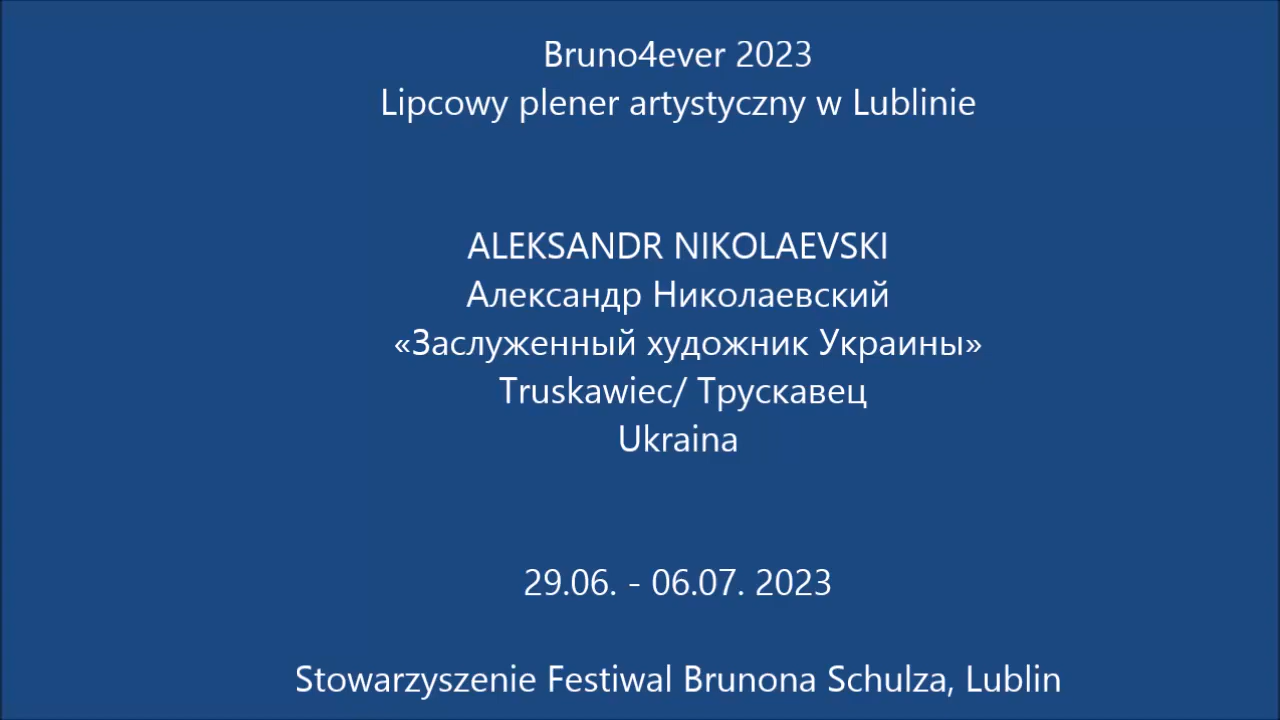 Bruno4ever 2023
Lipcowy plener artystyczny w Lublinie
ALEKSANDR NIKOLAEVSKI
Александр Николаевский
«Заслуженный художник Украины»
Truskawiec/ Трускавец
Ukraina
29.06. - 06.07. 2023
Stowarzyszenie Festiwal Brunona Schulza, Lublin